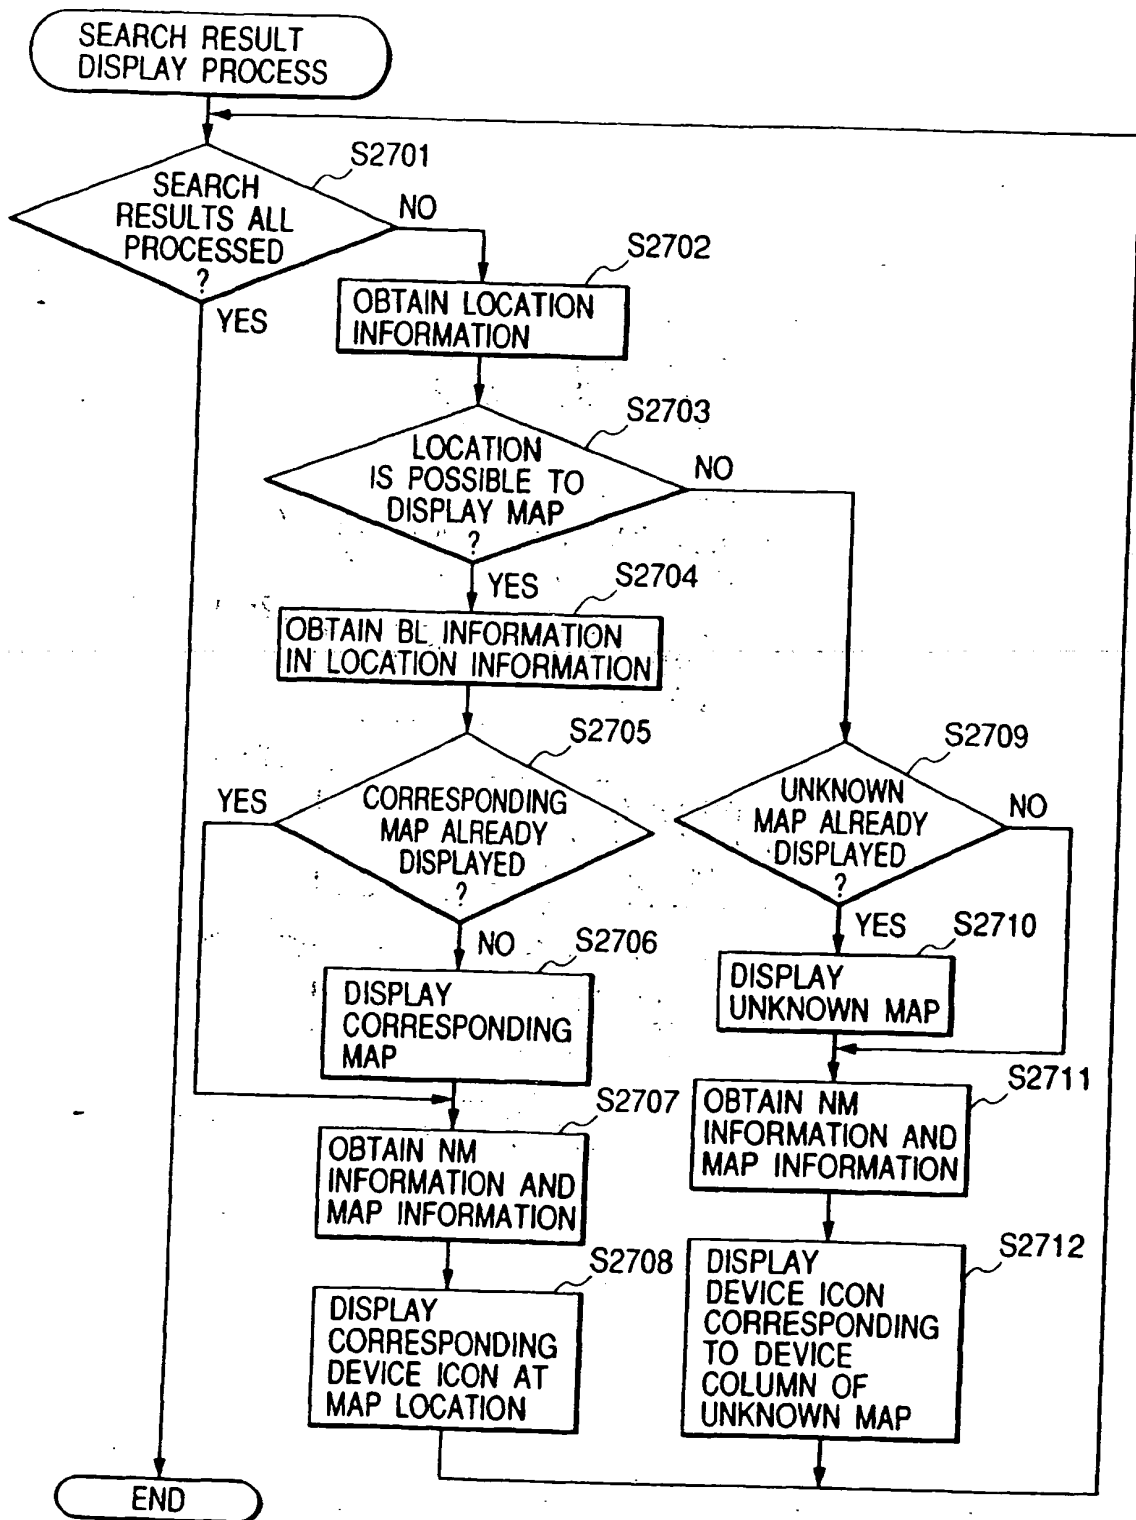 SEARCH RESULT
DISPLAY PROCESS
S2701
SEARCH
RESULTS ALL
PROCESSED
?
NO
YES
S2702
OBTAIN LOCATION
INFORMATION
S2703
LOCATION
IS POSSIBLE TO
DISPLAY MAP
?
NO
YES
S2704
OBTAIN BL INFORMATION
IN LOCATION INFORMATION
S2705
YES
CORRESPONDING
MAP ALREADY
DISPLAYED
?
NO
S2706
DISPLAY
CORRESPONDING
MAP
S2707
OBTAIN NM
INFORMATION AND
MAP INFORMATION
S2708
DISPLAY
CORRESPONDING
DEVICE ICON AT
MAP LOCATION
S2709
UNKNOWN
MAP ALREADY
DISPLAYED
?
NO
YES
S2710
DISPLAY
UNKNOWN MAP
S2711
OBTAIN NM
INFORMATION AND
MAP INFORMATION
S2712
DISPLAY
DEVICE ICON
CORRESPONDING
TO DEVICE
COLUMN OF
UNKNOWN MAP
END